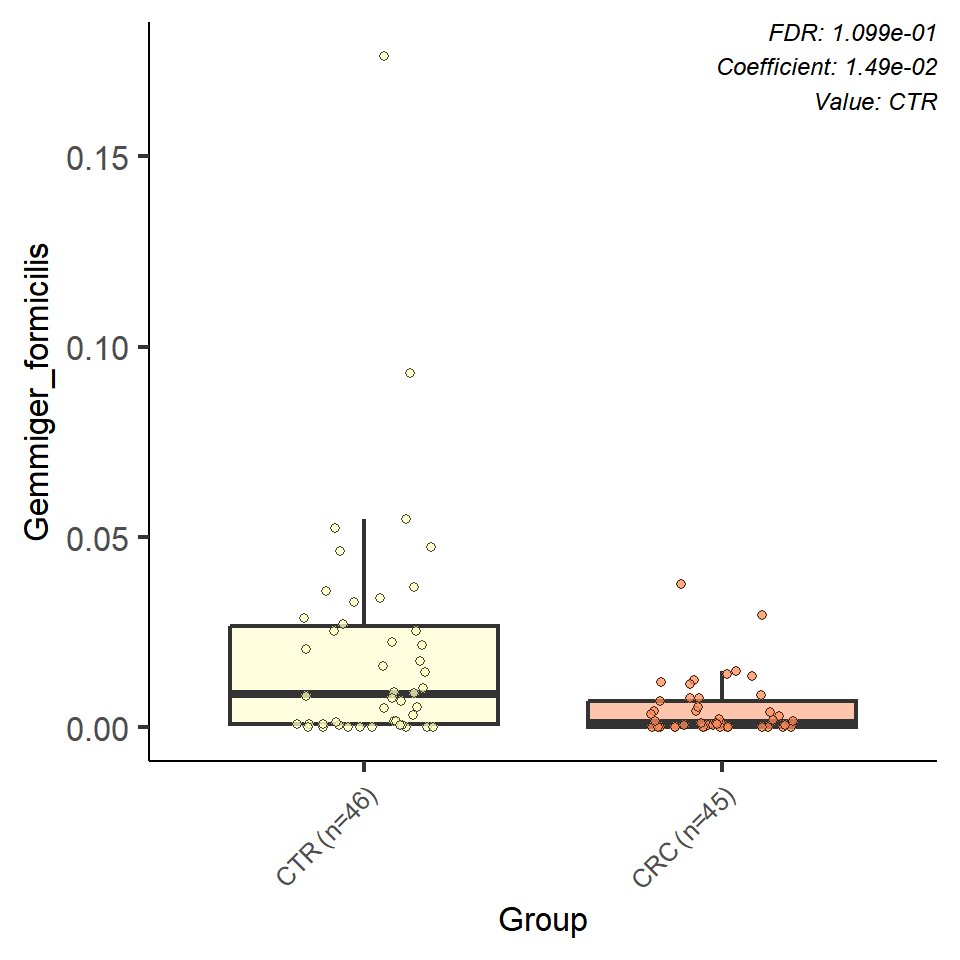 FDR: 1.099e-01
Coefficient: 1.49e-02
Value: CTR
Gemmiger_formicilis
0.15
0.10
0.05
0.00
CTR (n=46)
CRC (n=45)
Group